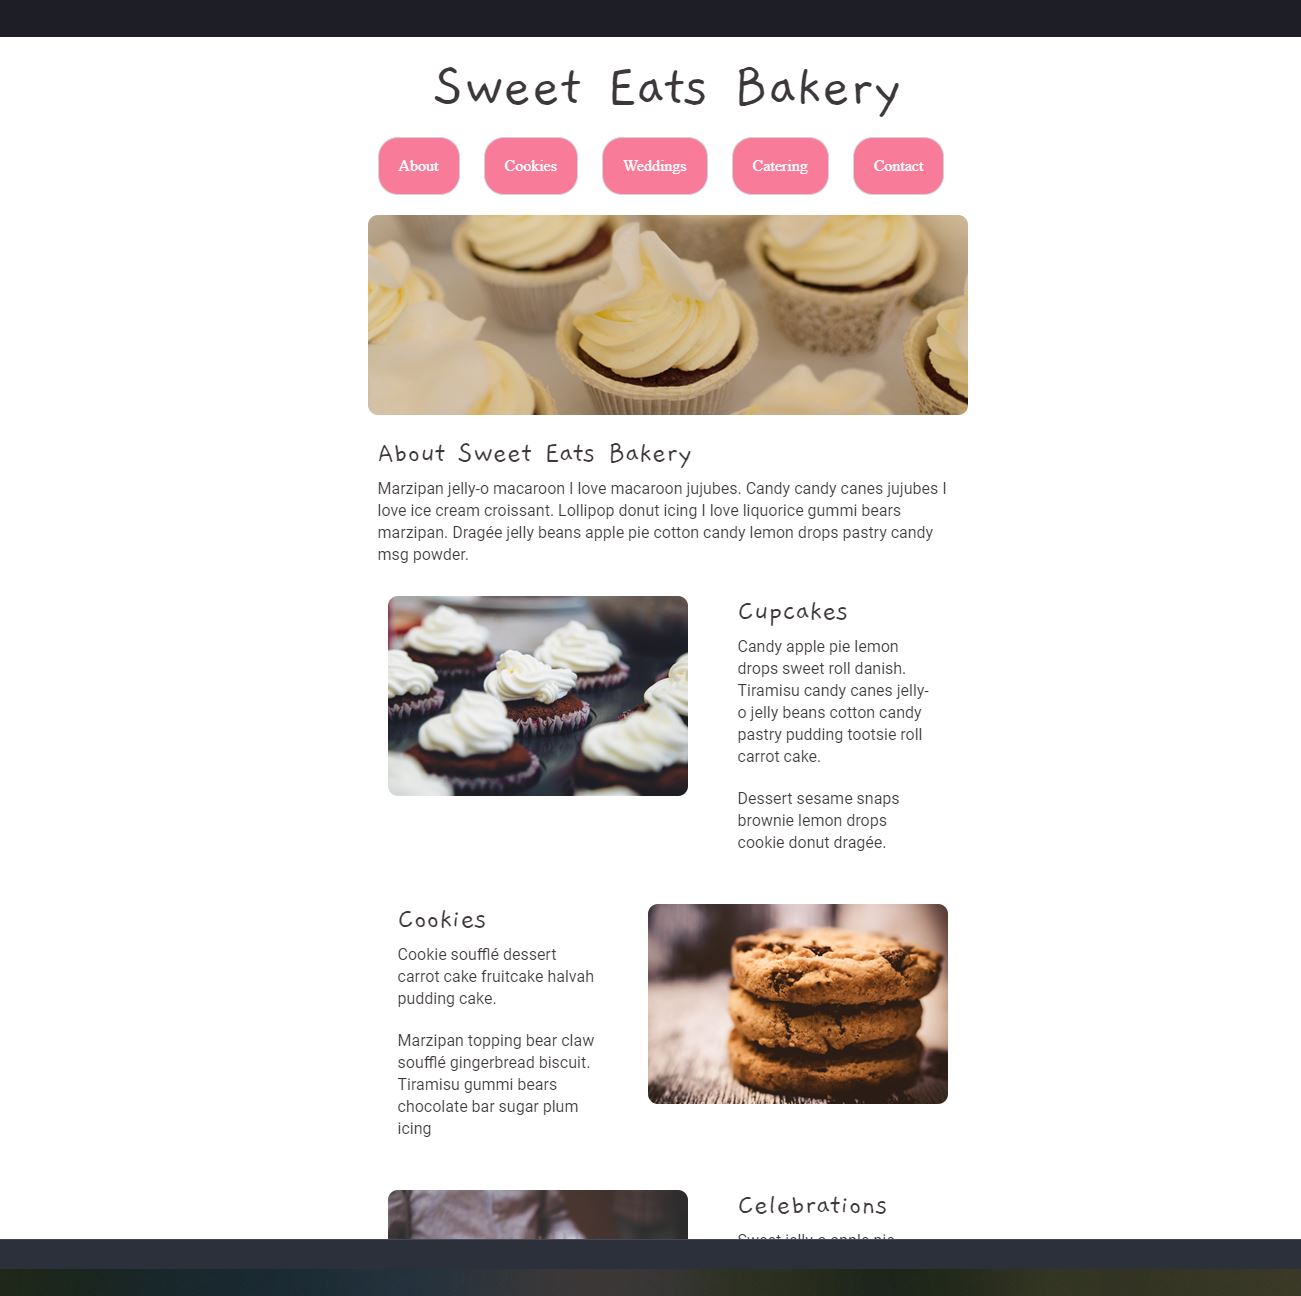 Sweet Eats Bakery
About Cookies Weddings Catering Contact
About Sweet Eats Bakery
Marzipan jelly-o macaroon I love macaroon jujubes. Candy candy canes jujubes I
love ice cream croissant. Lollipop donut icing I love liquorice gummi bears
marzipan. Dragée jelly beans apple pie cotton candy lemon drops pastry candy
msg powder.
Cupcakes
Candy apple pie lemon
drops sweet roll danish.
Tiramisu candy canes jelly-
o jelly beans cotton candy
pastry pudding tootsie roll
carrot cake.
Dessert sesame snaps
brownie lemon drops
cookie donut dragée.
Cookies
Cookie soufflé dessert
carrot cake fruitcake halvah
pudding cake.
Marzipan topping bear claw
soufflé gingerbread biscuit.
Tiramisu gummi bears
chocolate bar sugar plum
icing
Celebrations
Sweet jelly-o apple pie